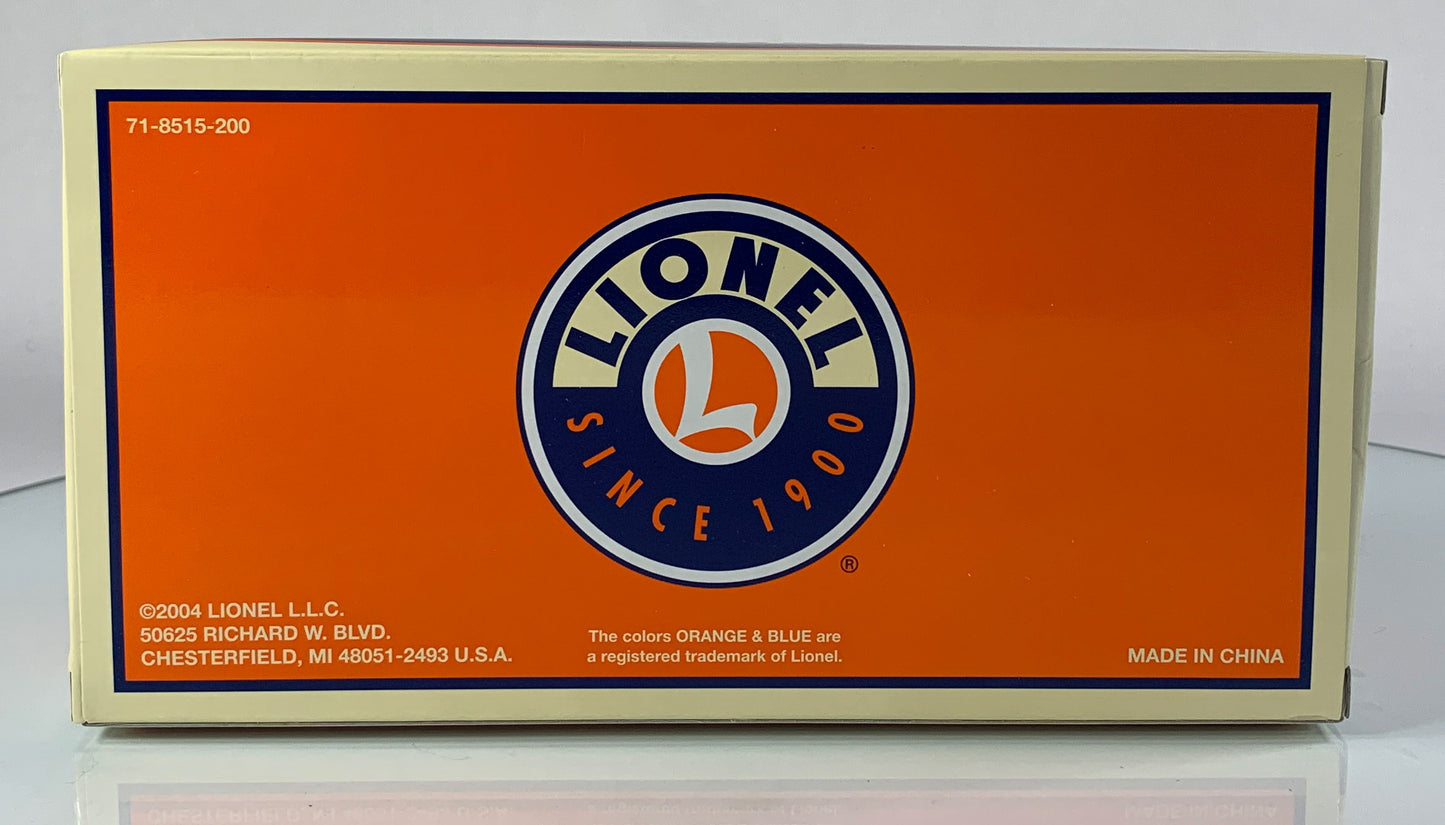 71-8515-200
LIONEL
L
SINCE 1900
®
©2004 LIONEL L.L.C.
50625 RICHARD W. BLVD.
CHESTERFIELD, MI 48051-2493 U.S.A.
The colors ORANGE & BLUE are
a registered trademark of Lionel.
MADE IN CHINA